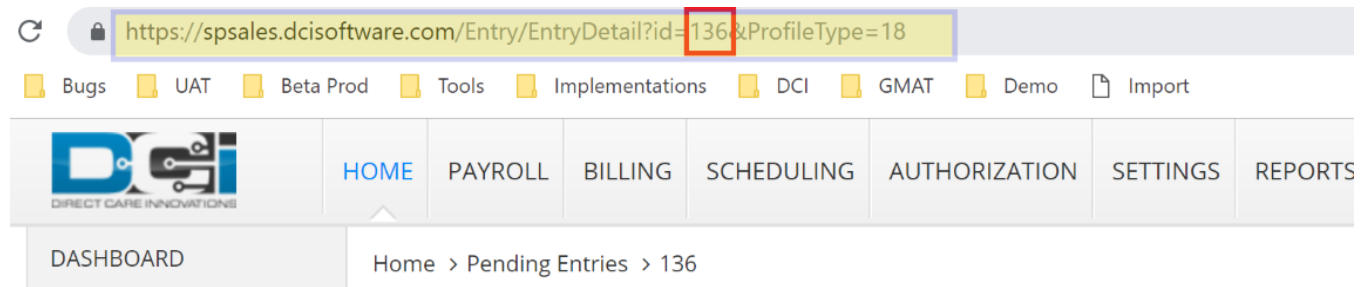 https://spsales.dcisoftware.com/Entry/EntryDetail?id=136&ProfileType=18
Bugs UAT Beta Prod Tools Implementations DCI GMAT Demo Import
DCi HOME PAYROLL BILLING SCHEDULING AUTHORIZATION SETTINGS REPORTS
DIRECT CARE INNOVATIONS
DASHBOARD Home > Pending Entries > 136